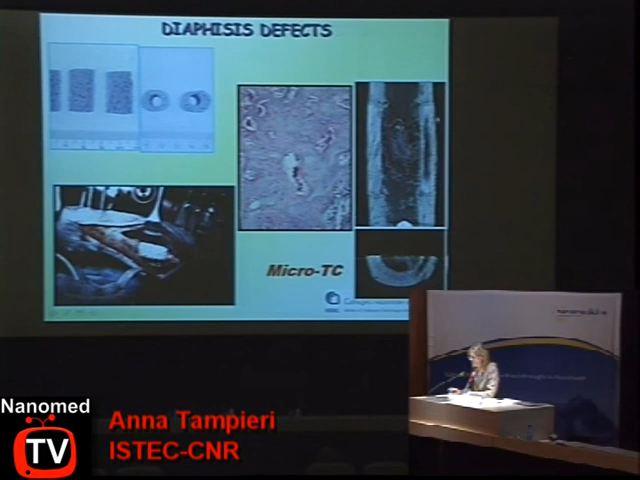 DIAPHISIS DEFECTS
Micro-TC
Nanomed
TV
Anna Tampieri
ISTEC-CNR